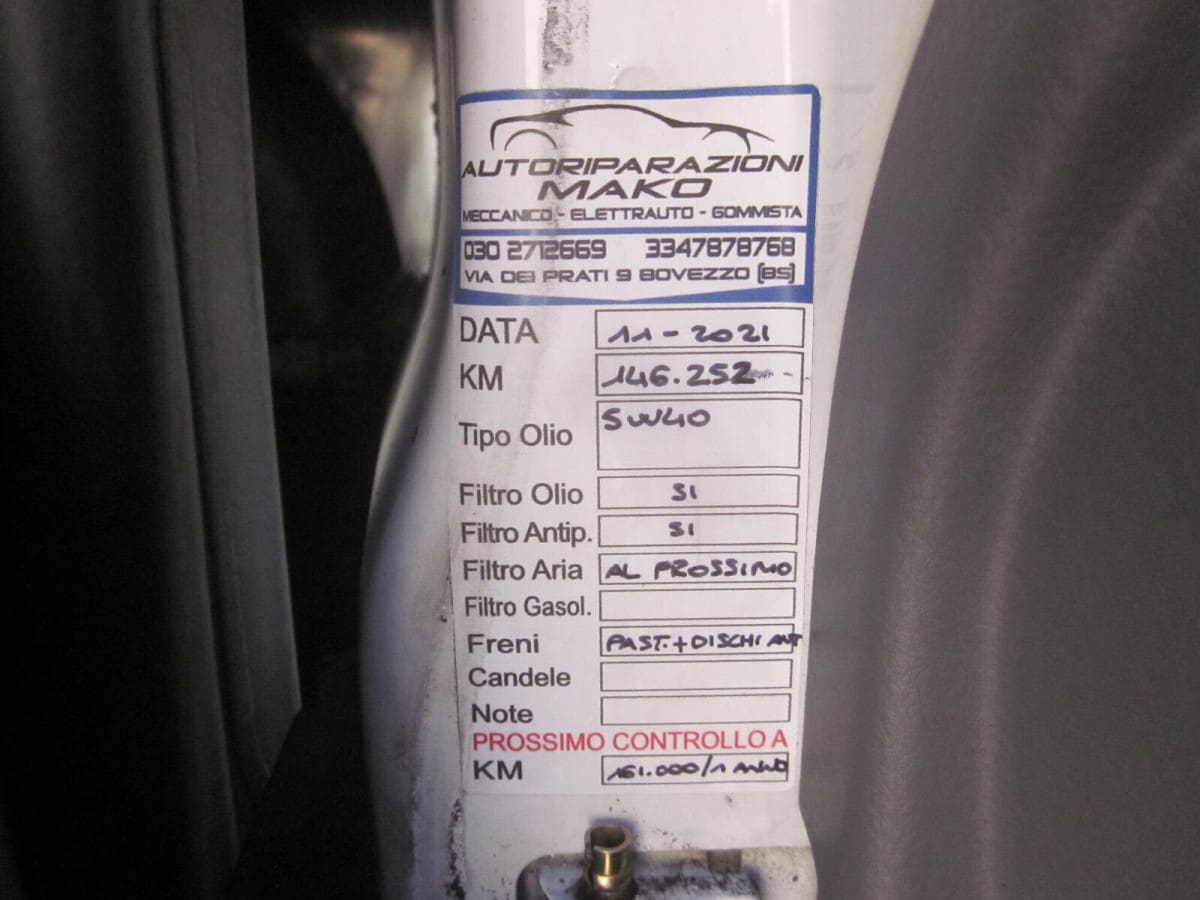 AUTORIPARAZIONI
MAKO
MECCANICO - ELETTRAUTO - GOMMISTA
030 2712669 3347878768
VIA DEI PRATI 9 BOVEZZO (BS)
DATA 11-2021
KM 146.252
Tipo Olio 5W40
Filtro Olio SI
Filtro Antip. SI
Filtro Aria AL PROSSIMO
Filtro Gasol.
Freni PAST.+DISCHI ANT
Candele
Note
PROSSIMO CONTROLLO A
KM 161.000/1 ANNO